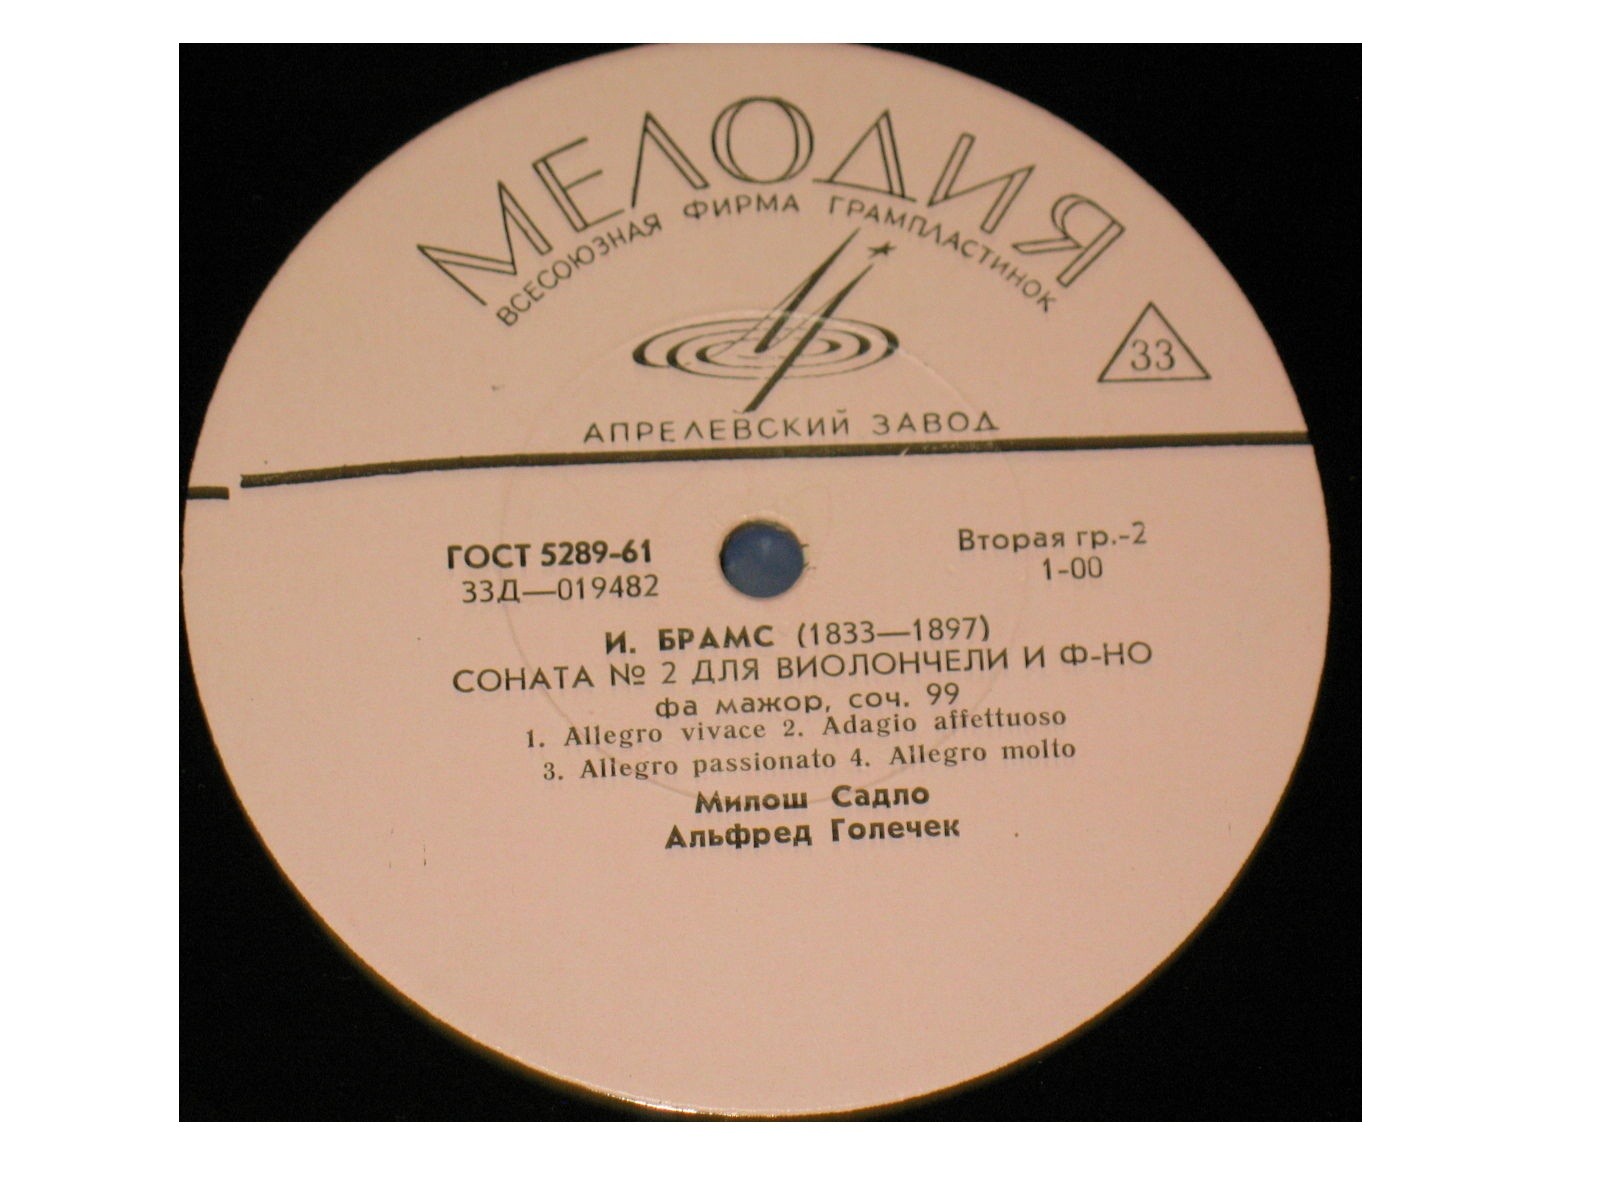 МЕЛОДИЯ
ВСЕСОЮЗНАЯ ФИРМА ГРАМПЛАСТИНОК
33
АПРЕЛЕВСКИЙ ЗАВОД
ГОСТ 5289-61
33Д—019482
Вторая гр.-2
1-00
И. БРАМС (1833—1897)
СОНАТА № 2 ДЛЯ ВИОЛОНЧЕЛИ И Ф-НО
фа мажор, соч. 99
1. Allegro vivace 2. Adagio affettuoso
3. Allegro passionato 4. Allegro molto
Милош Садло
Альфред Голечек